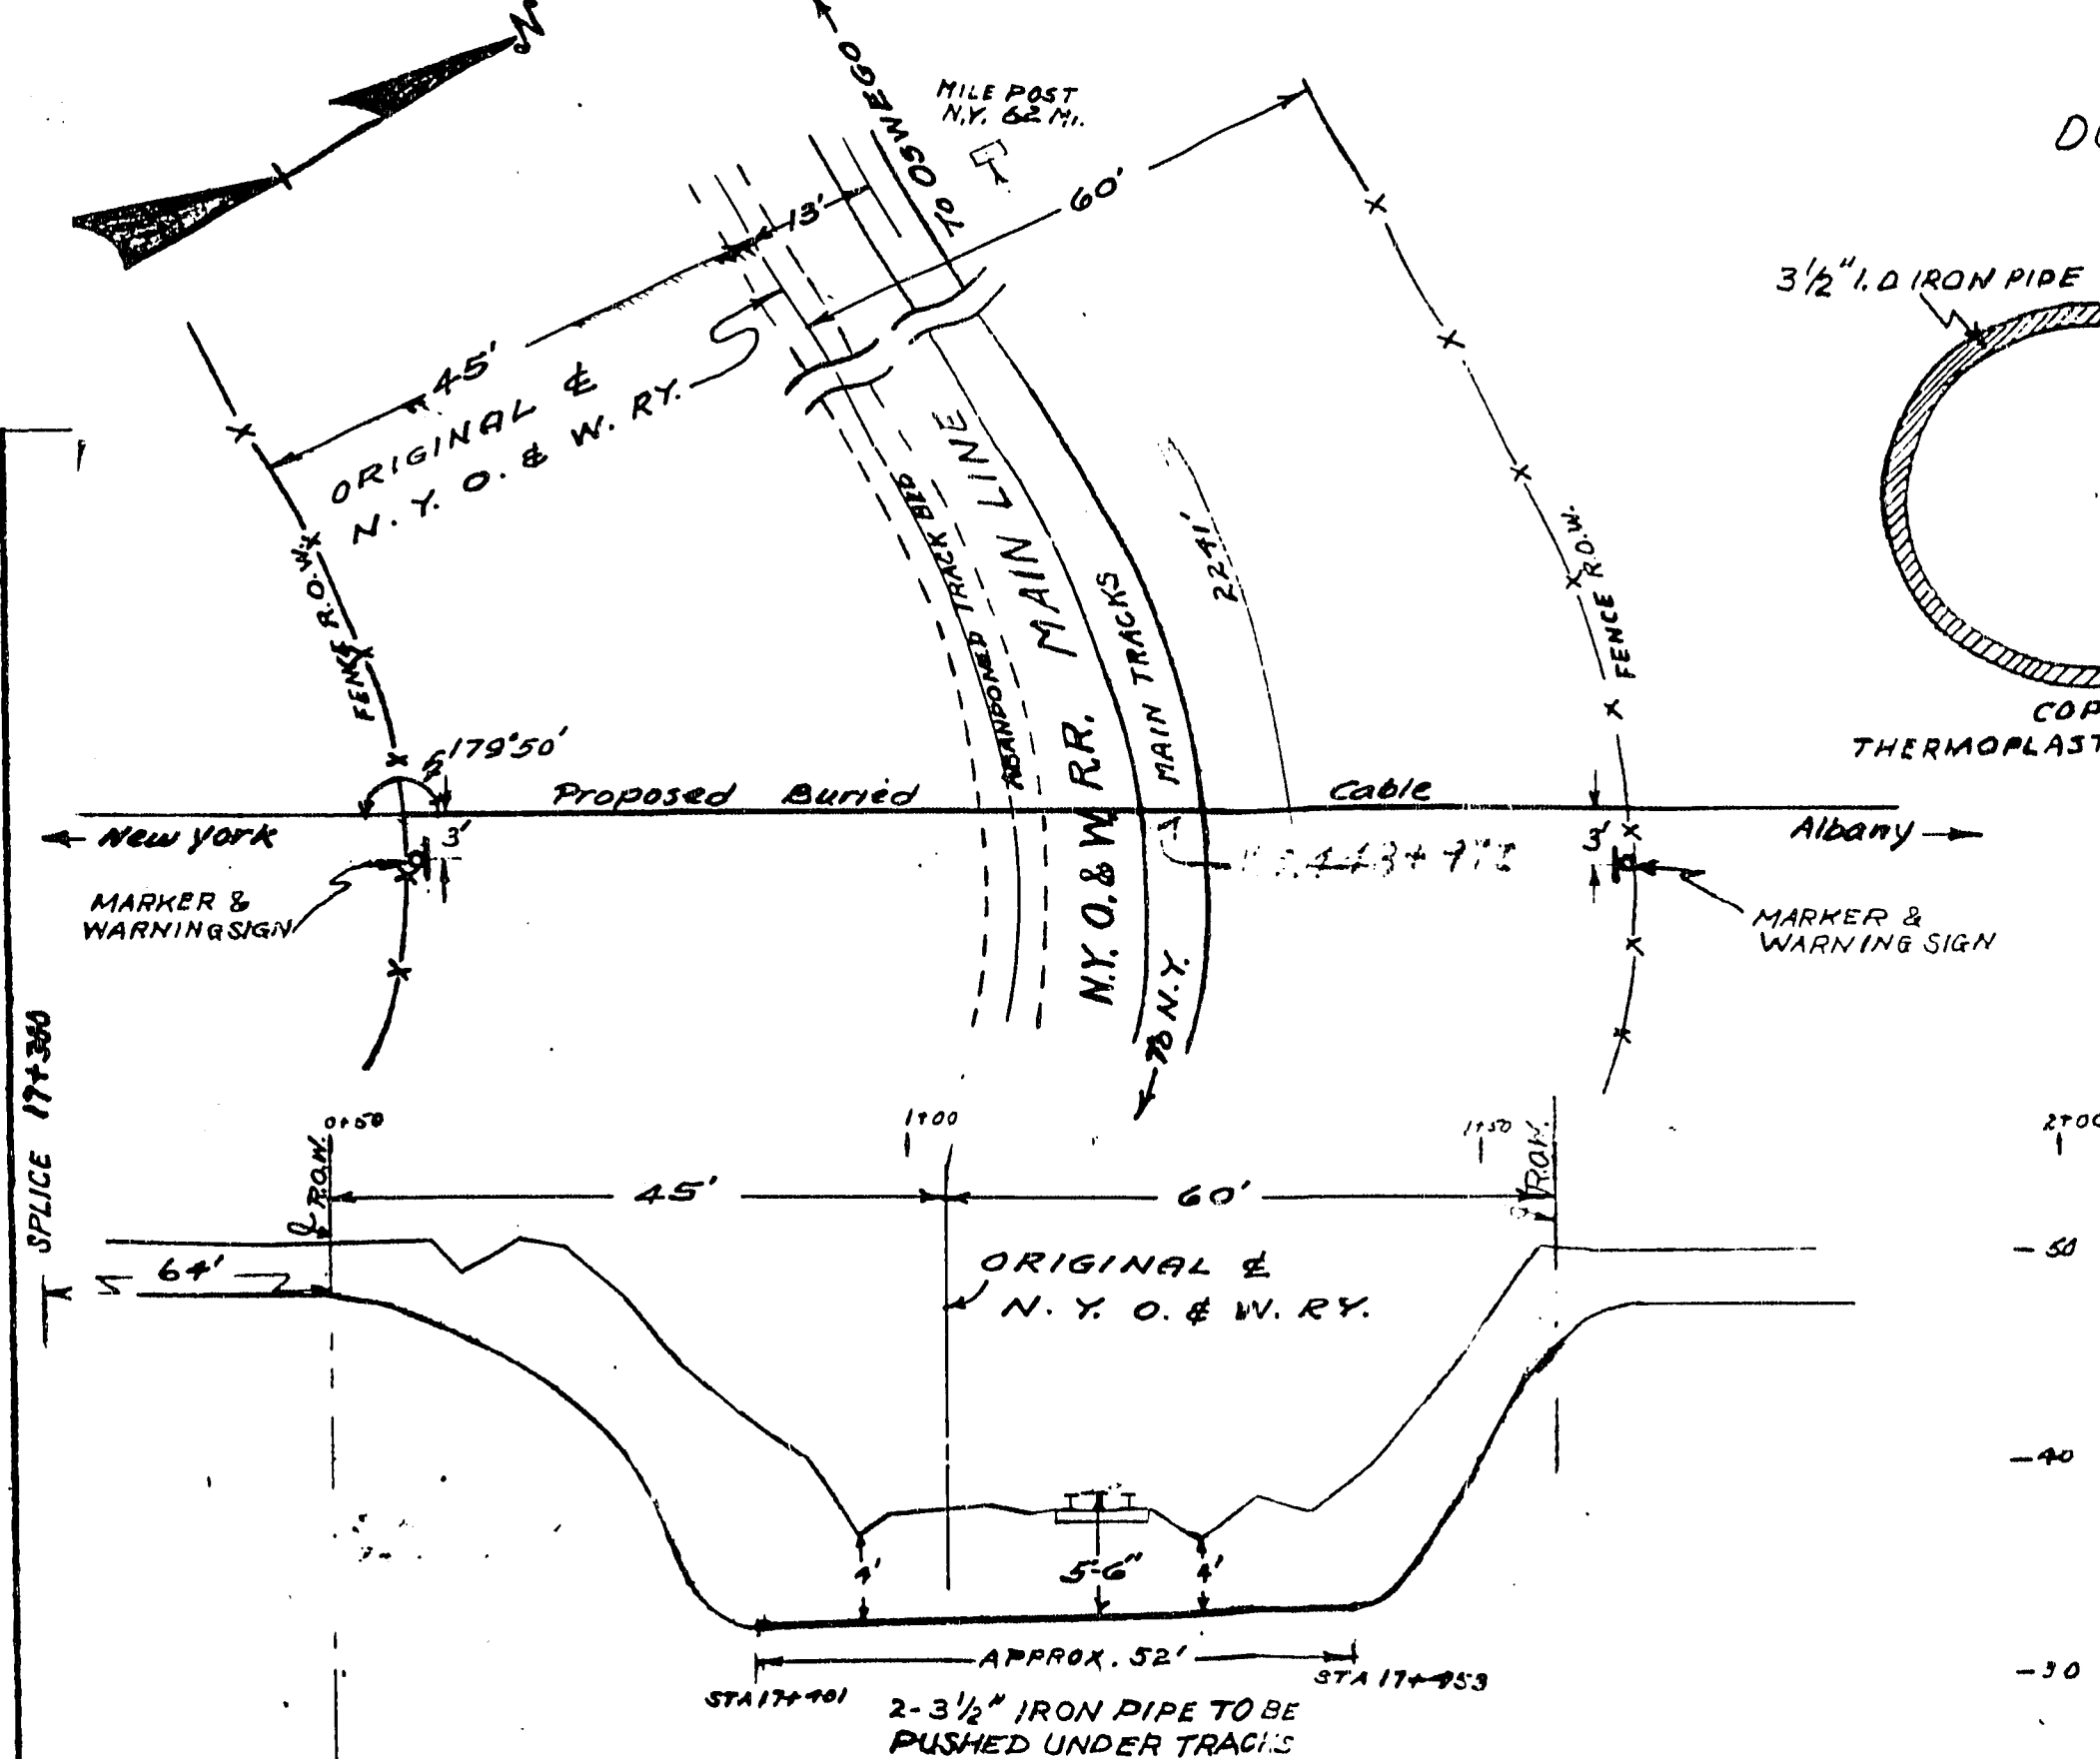 N
TO OSWEGO
MILE POST
N.Y. 62 MI.
60'
13'
45'
ORIGINAL ℄
N. Y. O. & W. RY.
3½" I.D IRON PIPE
FENCE R.O.W.
ABANDONED TRACK BED
MAIN LINE
N.Y. O. & W. R.R.
MAIN TRACKS
2241'
FENCE R.O.W.
THERMOPLAST
179°50'
Proposed Buried Cable
New York
Albany
3'
3'
MARKER &
WARNING SIGN
MARKER &
WARNING SIGN
TO N.Y.
SPLICE
0+50
1+00
1+50
2+00
R.O.W.
R.O.W.
45'
60'
64'
ORIGINAL ℄
N. Y. O. & W. RY.
50
40
30
4'
5'-6"
4'
APPROX. 52'
STA 17+401
STA 17+453
2-3½" IRON PIPE TO BE
PUSHED UNDER TRACKS